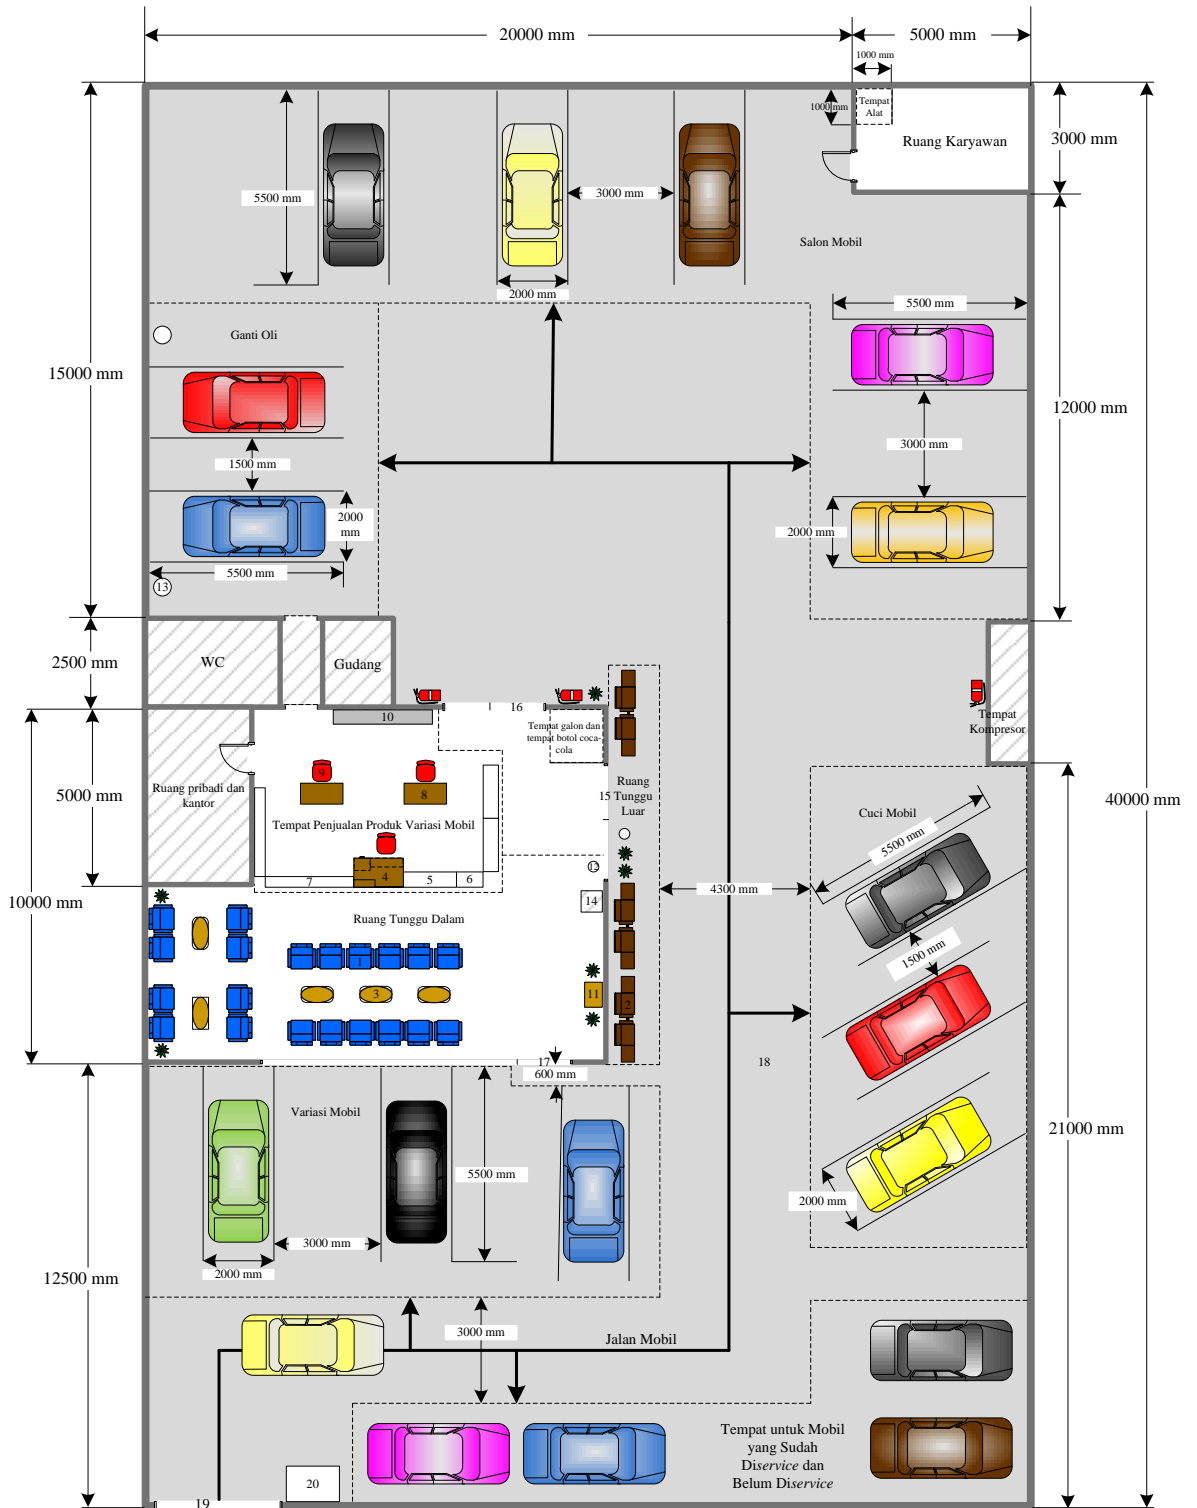 20000 mm
5000 mm
1000 mm
1000 mm
Tempat
Alat
Ruang Karyawan
3000 mm
5500 mm
3000 mm
Salon Mobil
2000 mm
5500 mm
Ganti Oli
15000 mm
12000 mm
1500 mm
3000 mm
2000
mm
2000 mm
5500 mm
13
2500 mm
WC
Gudang
10
16
Tempat galon dan
tempat botol coca-
cola
Tempat
Kompresor
9
8
Ruang pribadi dan
kantor
5000 mm
Ruang
15 Tunggu
Luar
40000 mm
Tempat Penjualan Produk Variasi Mobil
Cuci Mobil
5500 mm
12
7
4
5
6
4300 mm
10000 mm
14
Ruang Tunggu Dalam
1500 mm
1
3
11
2
17
600 mm
18
Variasi Mobil
21000 mm
5500 mm
2000 mm
3000 mm
2000 mm
12500 mm
3000 mm
Jalan Mobil
Tempat untuk Mobil
yang Sudah
Diservice dan
Belum Diservice
20
19